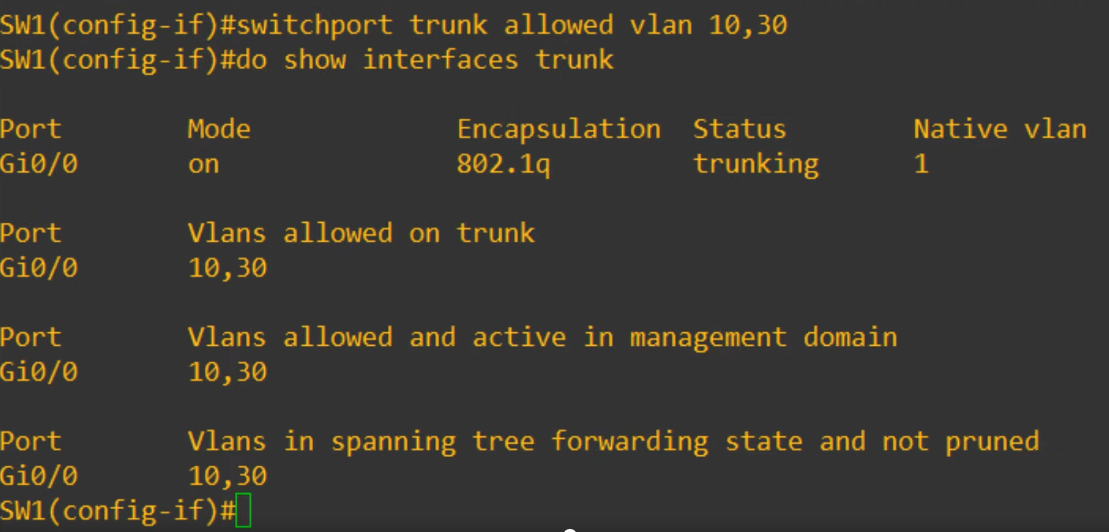 SW1(config-if)#switchport trunk allowed vlan 10,30
SW1(config-if)#do show interfaces trunk
Port Mode Encapsulation Status Native vlan
Gi0/0 on 802.1q trunking 1
Port Vlans allowed on trunk
Gi0/0 10,30
Port Vlans allowed and active in management domain
Gi0/0 10,30
Port Vlans in spanning tree forwarding state and not pruned
Gi0/0 10,30
SW1(config-if)#